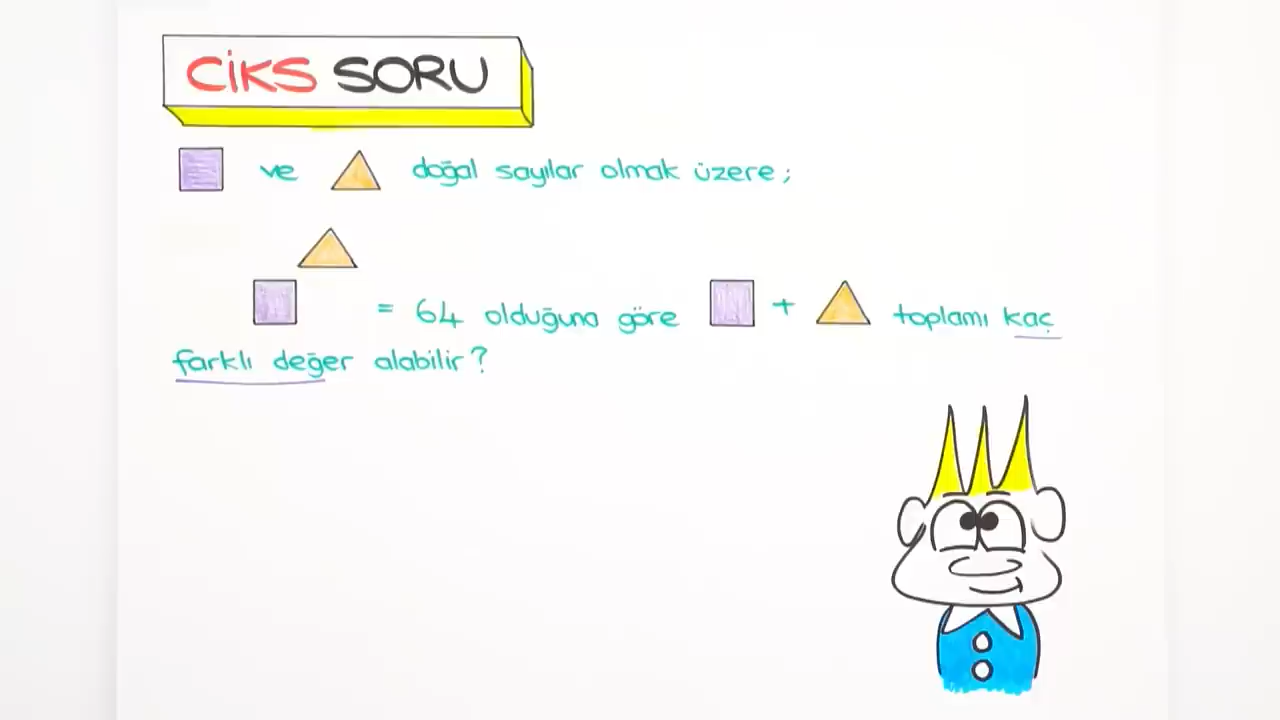 CİKS SORU
ve doğal sayılar olmak üzere;
= 64 olduğuna göre + toplamı kaç
farklı değer alabilir?